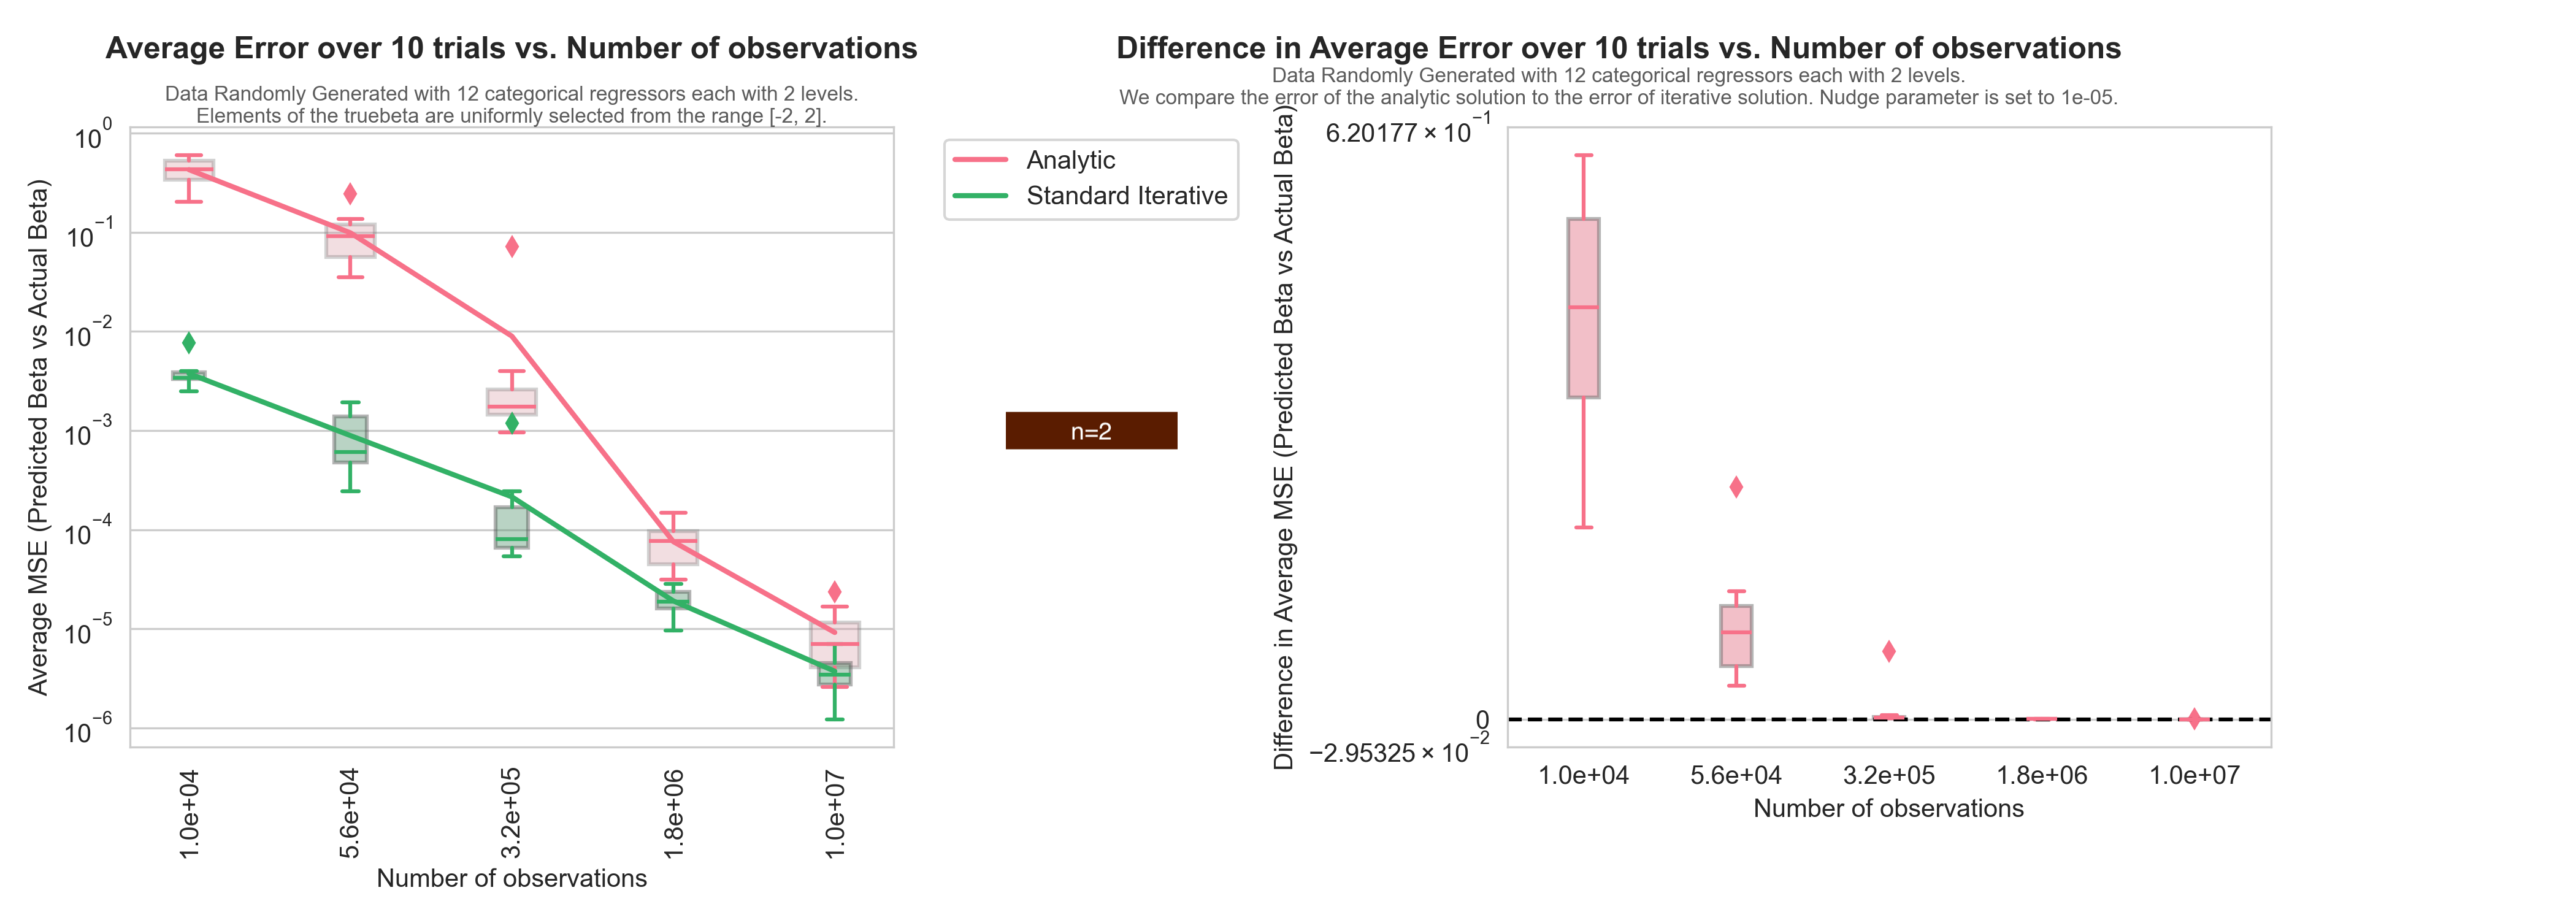 Average Error over 10 trials vs. Number of observations
Data Randomly Generated with 12 categorical regressors each with 2 levels.
Elements of the truebeta are uniformly selected from the range [-2, 2].
Average MSE (Predicted Beta vs Actual Beta)
10^0
10^−1
10^−2
10^−3
10^−4
10^−5
10^−6
1.0e+04
5.6e+04
3.2e+05
1.8e+06
1.0e+07
Number of observations
Analytic
Standard Iterative
n=2
Difference in Average Error over 10 trials vs. Number of observations
Data Randomly Generated with 12 categorical regressors each with 2 levels.
We compare the error of the analytic solution to the error of iterative solution. Nudge parameter is set to 1e-05.
Difference in Average MSE (Predicted Beta vs Actual Beta)
6.20177 × 10^−1
0
−2.95325 × 10^−2
1.0e+04 5.6e+04 3.2e+05 1.8e+06 1.0e+07
Number of observations